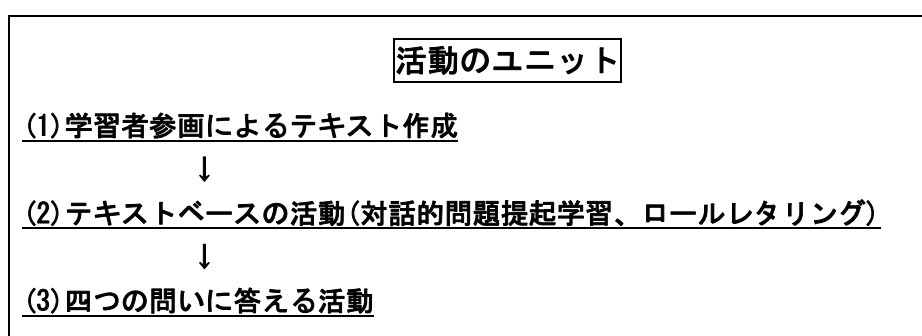 活動のユニット
(1)学習者参画によるテキスト作成
↓
(2)テキストベースの活動(対話的問題提起学習、ロールレタリング)
↓
(3)四つの問いに答える活動